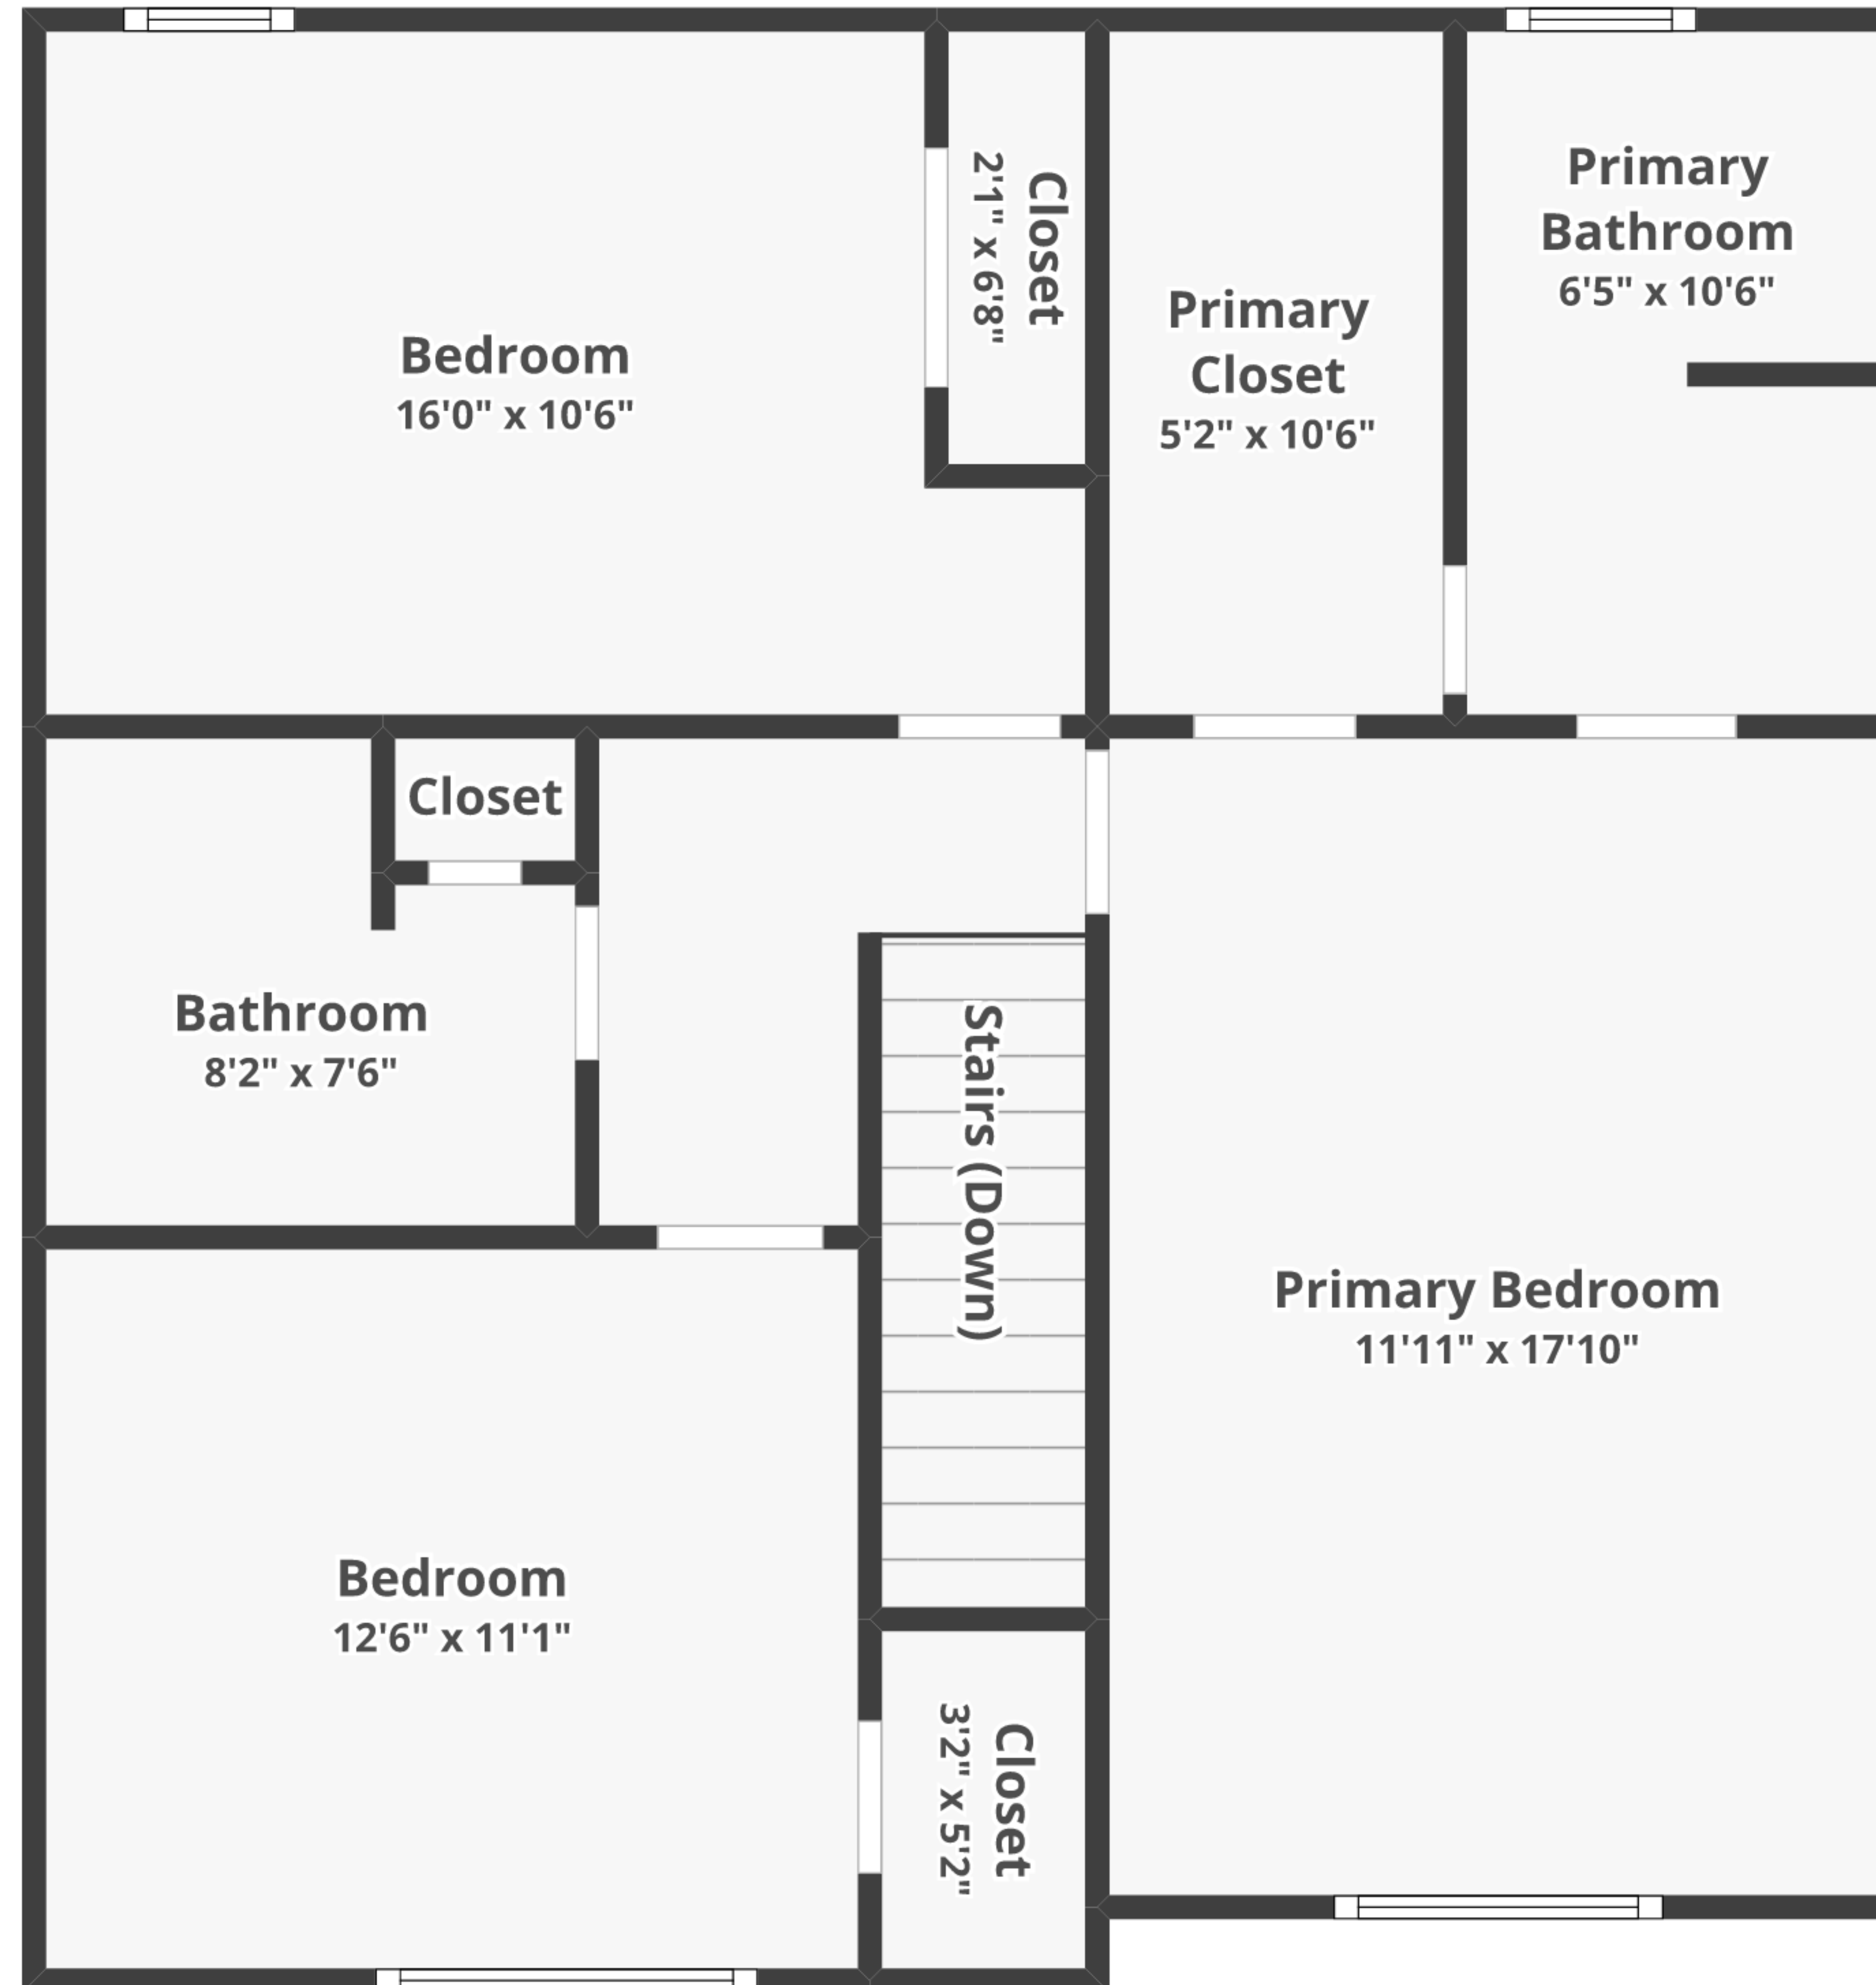 Bedroom
16'0" x 10'6"
Closet
2'1" x 6'8"
Primary
Closet
5'2" x 10'6"
Primary
Bathroom
6'5" x 10'6"
Closet
Bathroom
8'2" x 7'6"
Stairs (Down)
Primary Bedroom
11'11" x 17'10"
Bedroom
12'6" x 11'1"
Closet
3'2" x 5'2"